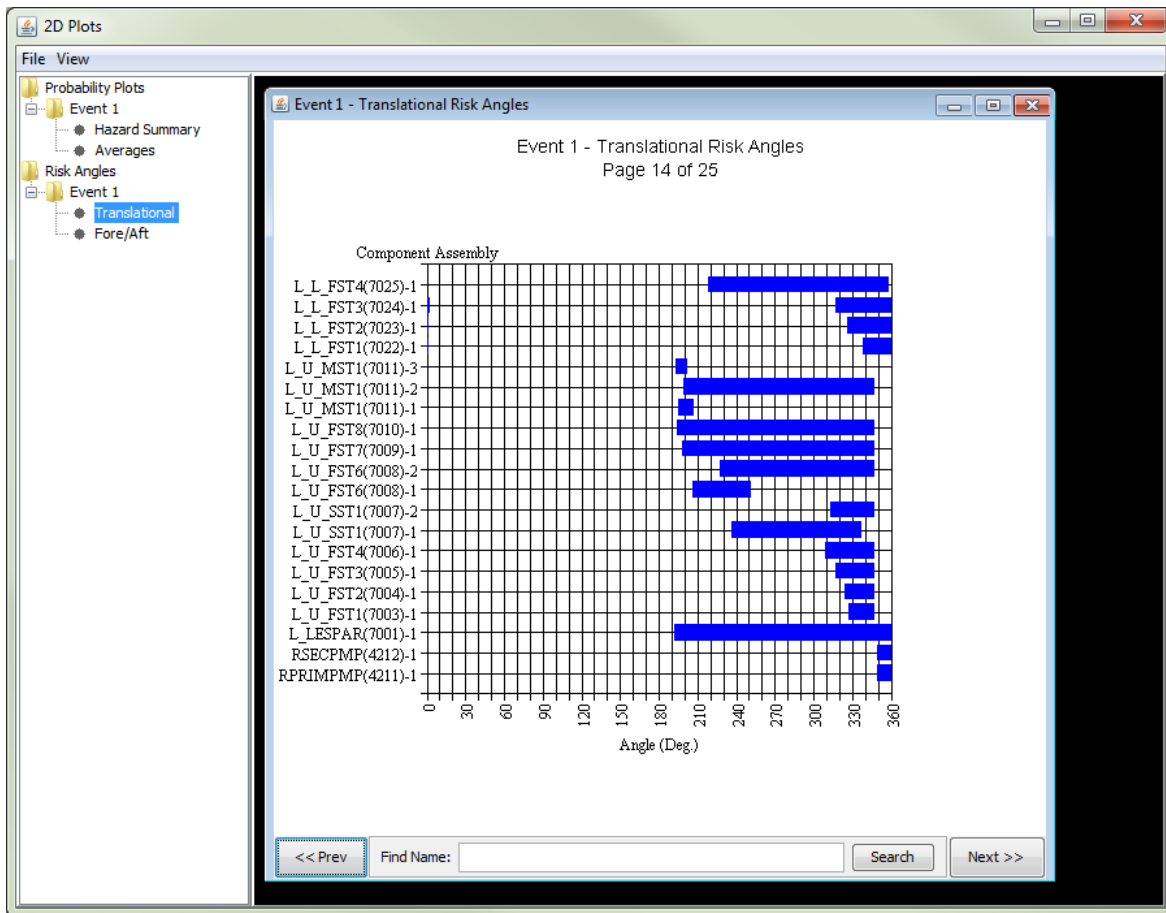 2D Plots
File View
Probability Plots
Event 1
Hazard Summary
Averages
Risk Angles
Event 1
Translational
Fore/Aft
Event 1 - Translational Risk Angles
Event 1 - Translational Risk Angles
Page 14 of 25
Component Assembly
L_L_FST4(7025)-1
L_L_FST3(7024)-1
L_L_FST2(7023)-1
L_L_FST1(7022)-1
L_U_MST1(7011)-3
L_U_MST1(7011)-2
L_U_MST1(7011)-1
L_U_FST8(7010)-1
L_U_FST7(7009)-1
L_U_FST6(7008)-2
L_U_FST6(7008)-1
L_U_SST1(7007)-2
L_U_SST1(7007)-1
L_U_FST4(7006)-1
L_U_FST3(7005)-1
L_U_FST2(7004)-1
L_U_FST1(7003)-1
L_LESPAR(7001)-1
RSECPMP(4212)-1
RPRIMPMP(4211)-1
0 30 60 90 120 150 180 210 240 270 300 330 360
Angle (Deg.)
<< Prev Find Name: Search Next >>